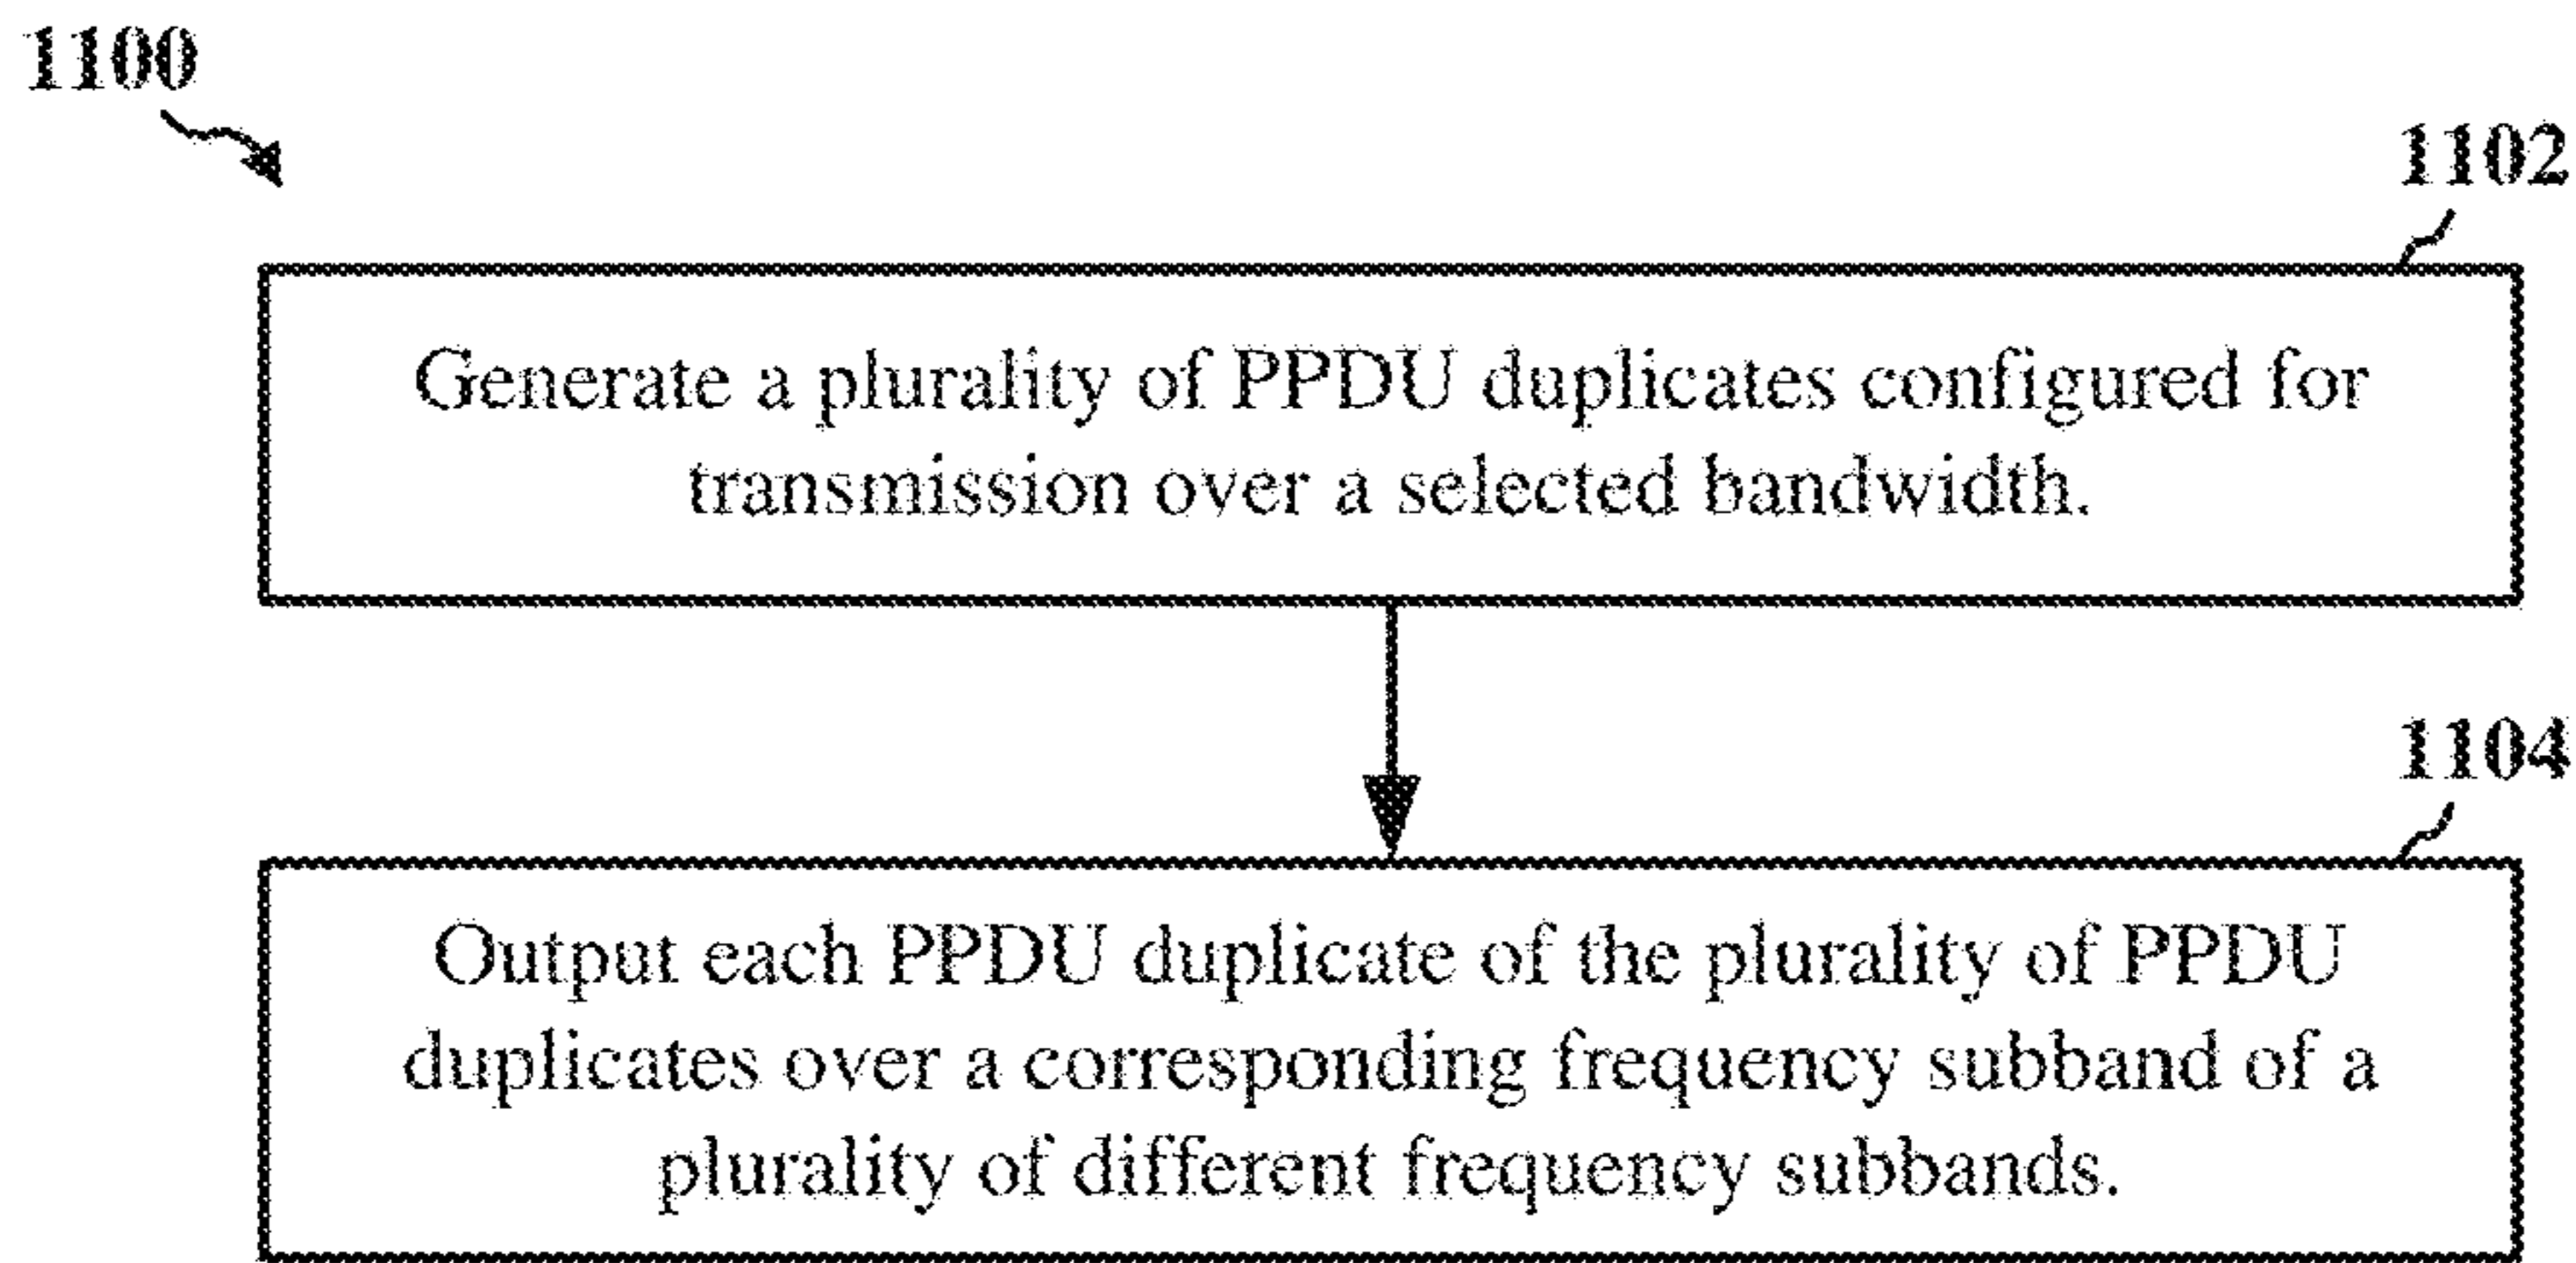 1100
1102
Generate a plurality of PPDU duplicates configured for
transmission over a selected bandwidth.
1104
Output each PPDU duplicate of the plurality of PPDU
duplicates over a corresponding frequency subband of a
plurality of different frequency subbands.